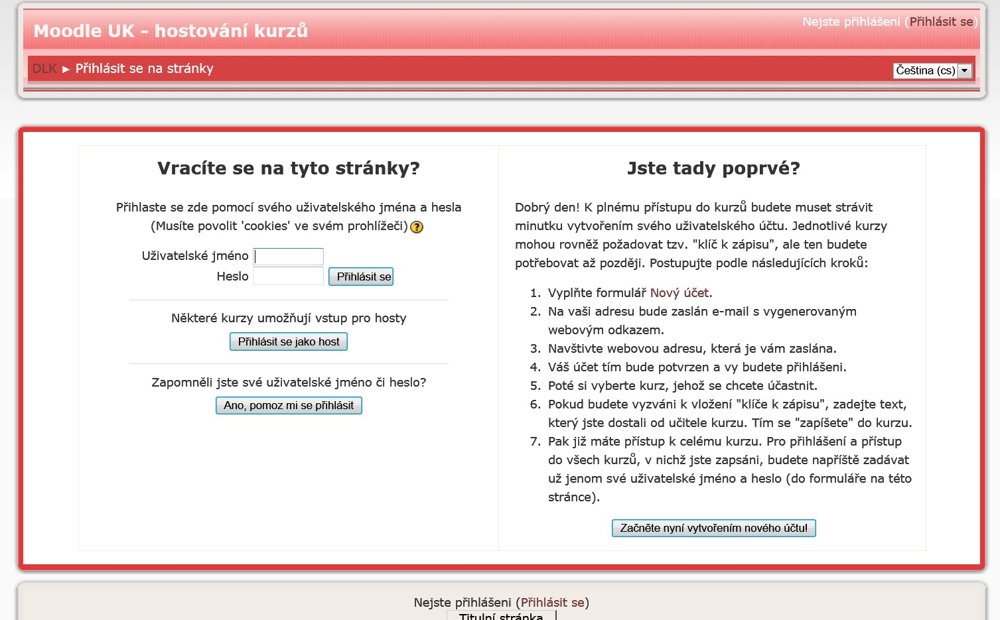 Moodle UK - hostování kurzů
Nejste přihlášeni (Přihlásit se)
DLK ► Přihlásit se na stránky
Čeština (cs)
Vracíte se na tyto stránky?
Přihlaste se zde pomocí svého uživatelského jména a hesla
(Musíte povolit 'cookies' ve svém prohlížeči) ?
Uživatelské jméno
Heslo
Přihlásit se
Některé kurzy umožňují vstup pro hosty
Přihlásit se jako host
Zapomněli jste své uživatelské jméno či heslo?
Ano, pomoz mi se přihlásit
Jste tady poprvé?
Dobrý den! K plnému přístupu do kurzů budete muset strávit
minutku vytvořením svého uživatelského účtu. Jednotlivé kurzy
mohou rovněž požadovat tzv. "klíč k zápisu", ale ten budete
potřebovat až později. Postupujte podle následujících kroků:
1. Vyplňte formulář Nový účet.
2. Na vaši adresu bude zaslán e-mail s vygenerovaným
webovým odkazem.
3. Navštivte webovou adresu, která je vám zaslána.
4. Váš účet tím bude potvrzen a vy budete přihlášeni.
5. Poté si vyberte kurz, jehož se chcete účastnit.
6. Pokud budete vyzváni k vložení "klíče k zápisu", zadejte text,
který jste dostali od učitele kurzu. Tím se "zapíšete" do kurzu.
7. Pak již máte přístup k celému kurzu. Pro přihlášení a přístup
do všech kurzů, v nichž jste zapsáni, budete napříště zadávat
už jenom své uživatelské jméno a heslo (do formuláře na této
stránce).
Začněte nyní vytvořením nového účtu!
Nejste přihlášeni (Přihlásit se)
Titulní stránka